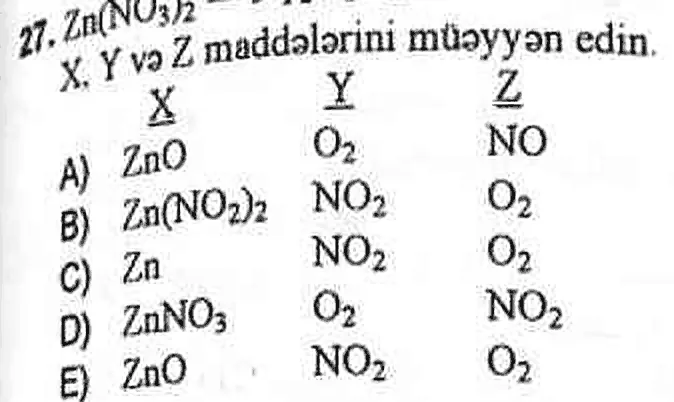 27. Zn(NO₃)₂
X, Y və Z maddələrini müəyyən edin.
X Y Z
A) ZnO O₂ NO
B) Zn(NO₂)₂ NO₂ O₂
C) Zn NO₂ O₂
D) ZnNO₃ O₂ NO₂
E) ZnO NO₂ O₂